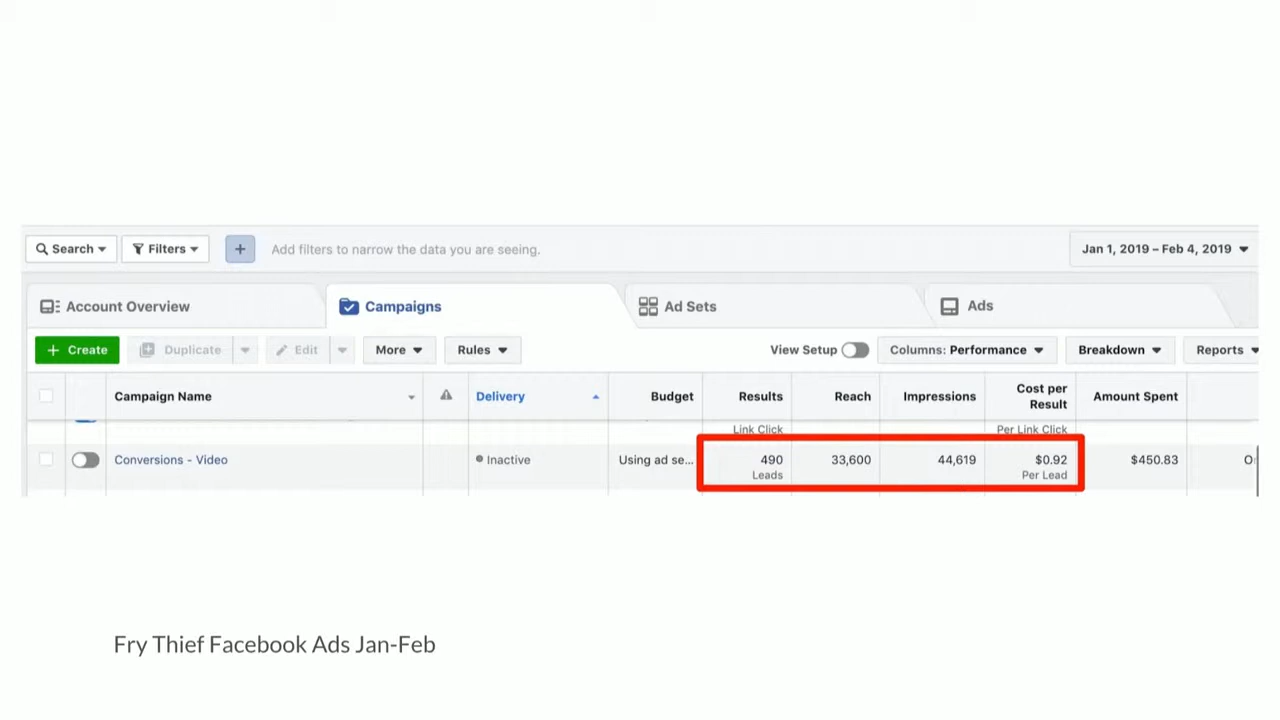 Search Filters + Add filters to narrow the data you are seeing. Jan 1, 2019 – Feb 4, 2019
Account Overview Campaigns Ad Sets Ads
+ Create Duplicate Edit More Rules View Setup Columns: Performance Breakdown Reports
Campaign Name Delivery Budget Results Reach Impressions Cost per Result Amount Spent
Link Click Per Link Click
Conversions - Video Inactive Using ad se... 490 33,600 44,619 $0.92 $450.83
Leads Per Lead
Fry Thief Facebook Ads Jan-Feb